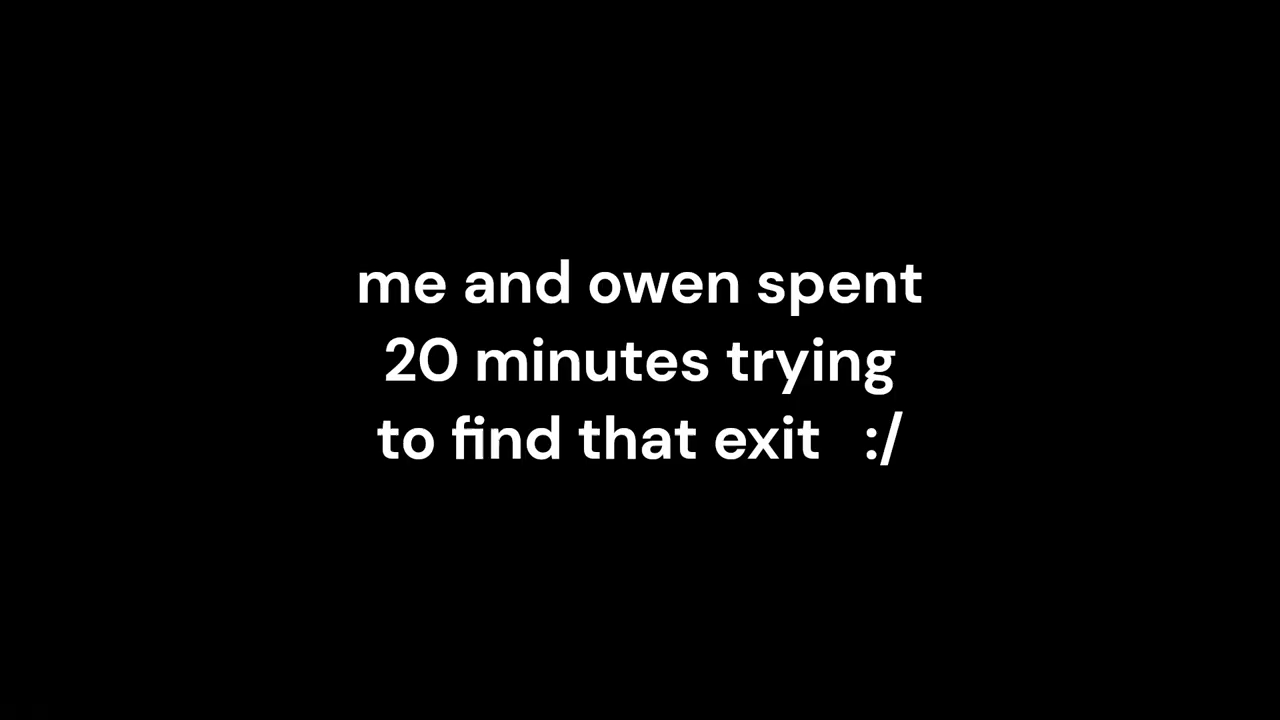 me and owen spent
20 minutes trying
to find that exit   :/